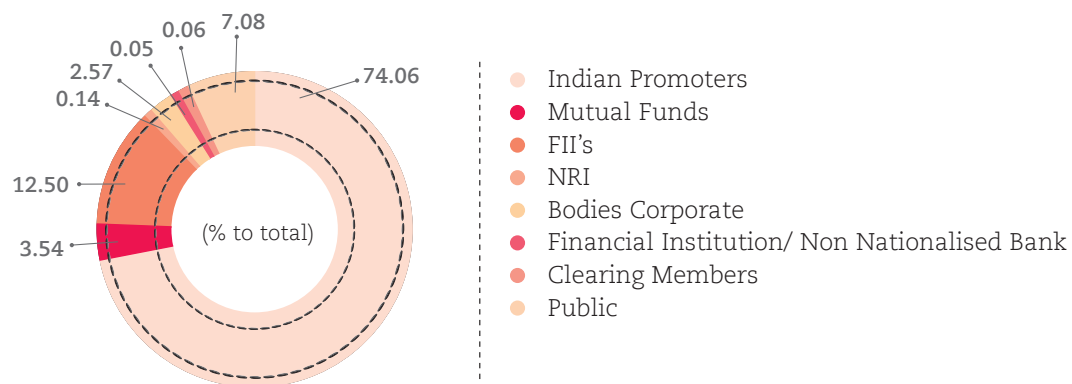 0.06
7.08
0.05
2.57
0.14
74.06
12.50
3.54
(% to total)
Indian Promoters
Mutual Funds
FII's
NRI
Bodies Corporate
Financial Institution/ Non Nationalised Bank
Clearing Members
Public